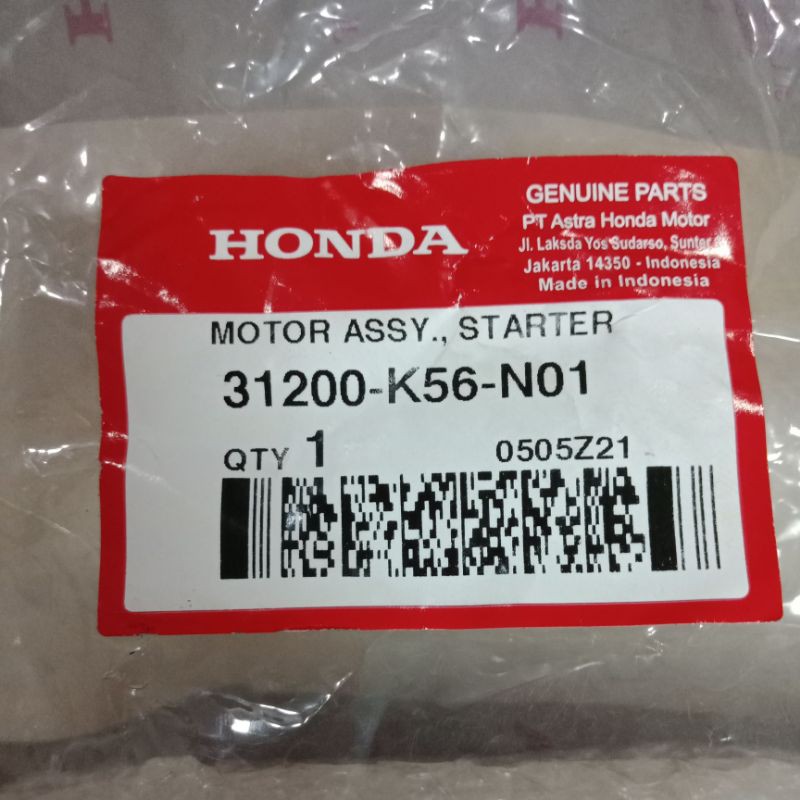 HONDA
GENUINE PARTS
PT Astra Honda Motor
Jl. Laksda Yos Sudarso, Sunter
Jakarta 14350 - Indonesia
Made in Indonesia
MOTOR ASSY., STARTER
31200-K56-N01
QTY 1
0505Z21